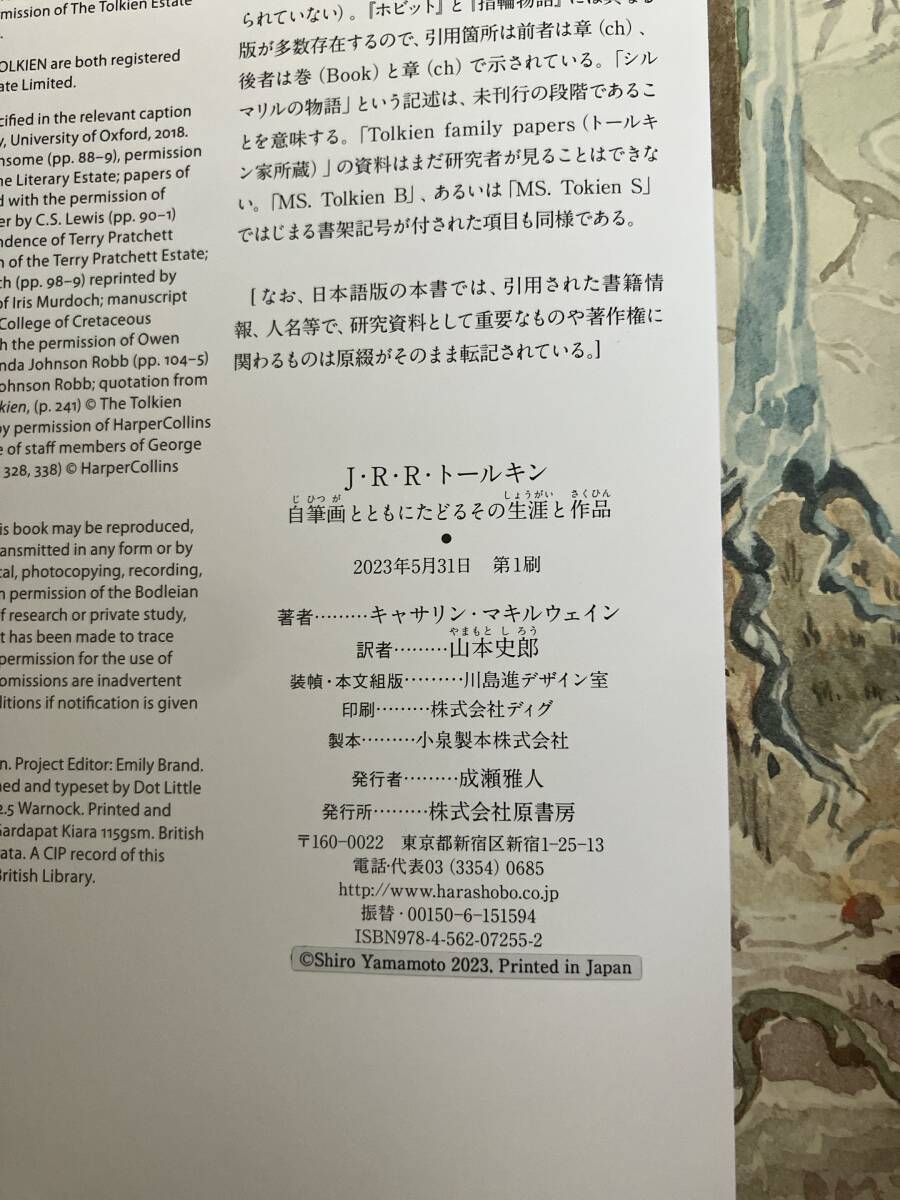 mission of The Tolkien Estate
.
OLKIEN are both registered
ate Limited.
cified in the relevant caption
y, University of Oxford, 2018.
nsome (pp. 88–9), permission
ne Literary Estate; papers of
d with the permission of
er by C.S. Lewis (pp. 90–1)
ndence of Terry Pratchett
n of the Terry Pratchett Estate;
ch (pp. 98–9) reprinted by
of Iris Murdoch; manuscript
College of Cretaceous
h the permission of Owen
nda Johnson Robb (pp. 104–5)
ohnson Robb; quotation from
kien, (p. 241) © The Tolkien
by permission of HarperCollins
e of staff members of George
328, 338) © HarperCollins
is book may be reproduced,
ansmitted in any form or by
cal, photocopying, recording,
n permission of the Bodleian
f research or private study,
t has been made to trace
permission for the use of
omissions are inadvertent
ditions if notification is given
n. Project Editor: Emily Brand.
ned and typeset by Dot Little
2.5 Warnock. Printed and
Gardapat Kiara 115gsm. British
ata. A CIP record of this
British Library.
られていない)。『ホビット』と『指輪物語』には異なる
版が多数存在するので、引用箇所は前者は章(ch)、
後者は巻(Book)と章(ch)で示されている。「シル
マリルの物語」という記述は、未刊行の段階であるこ
とを意味する。「Tolkien family papers(トールキ
ン家所蔵)」の資料はまだ研究者が見ることはできな
い。「MS. Tolkien B」、あるいは「MS. Tokien S」
ではじまる書架記号が付された項目も同様である。
[なお、日本語版の本書では、引用された書籍情
報、人名等で、研究資料として重要なものや著作権に
関わるものは原綴がそのまま転記されている。]
J・R・R・トールキン
じひつが しょうがい さくひん
自筆画とともにたどるその生涯と作品
●
2023年5月31日 第1刷
著者………キャサリン・マキルウェイン
やまもと しろう
訳者………山本史郎
装幀・本文組版………川島進デザイン室
印刷………株式会社ディグ
製本………小泉製本株式会社
発行者………成瀬雅人
発行所………株式会社原書房
〒160-0022 東京都新宿区新宿1-25-13
電話・代表03(3354)0685
http://www.harashobo.co.jp
振替・00150-6-151594
ISBN978-4-562-07255-2
©Shiro Yamamoto 2023, Printed in Japan